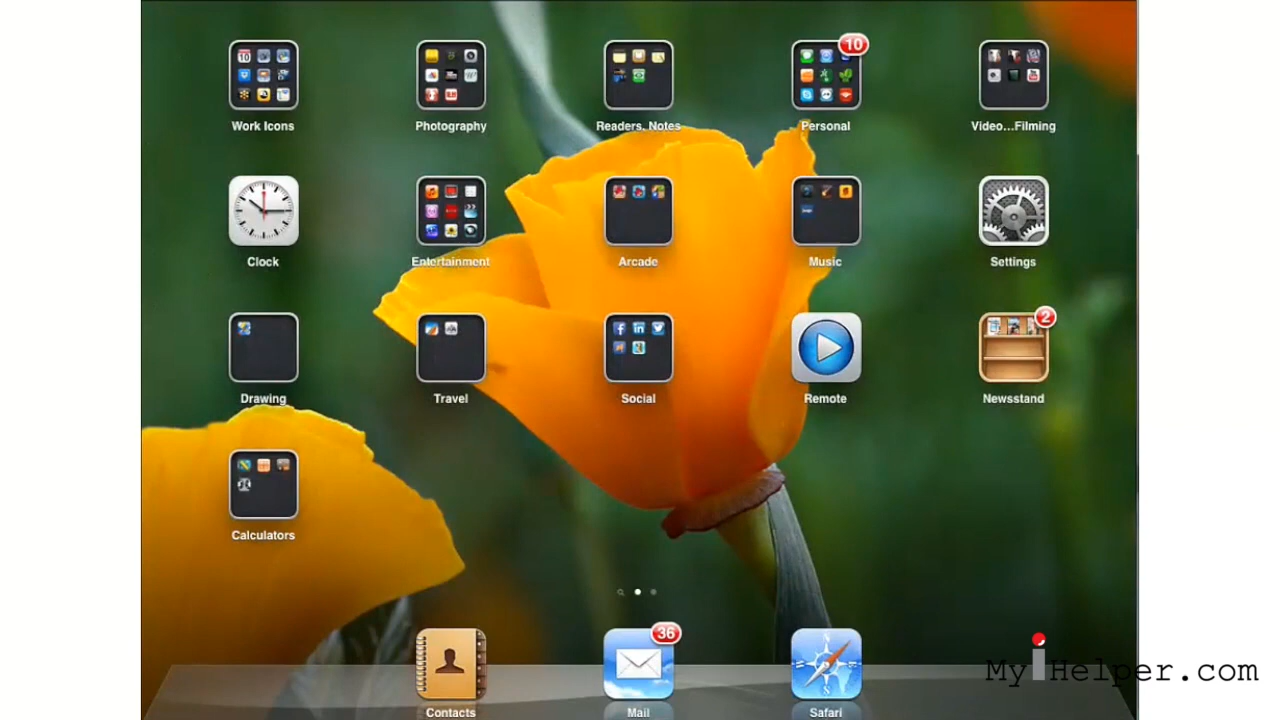 10
Work Icons
Photography
Readers, Notes
Personal
Video...Filming
Clock
Entertainment
Arcade
Music
Settings
2
Drawing
Travel
Social
Remote
Newsstand
Calculators
36
Contacts
Mail
Safari
MyiHelper.com